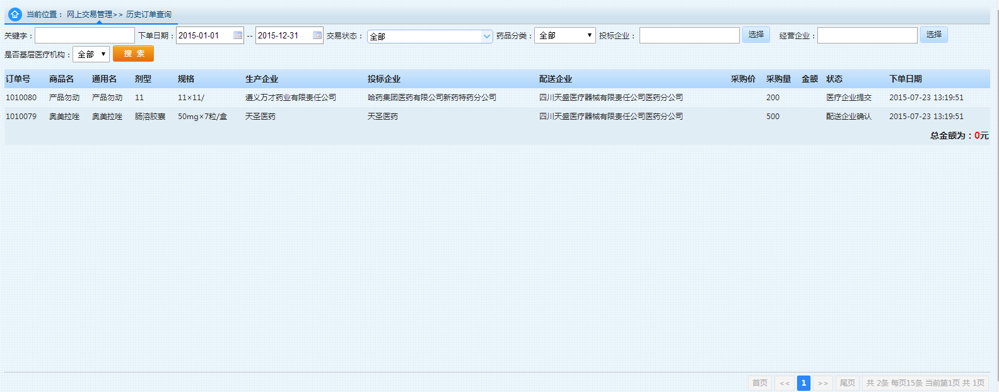 当前位置： 网上交易管理>> 历史订单查询
关键字： 下单日期： 2015-01-01 -- 2015-12-31 交易状态： 全部 药品分类： 全部 投标企业： 选择 经营企业： 选择
是否基层医疗机构： 全部 搜 索
订单号 商品名 通用名 剂型 规格 生产企业 投标企业 配送企业 采购价 采购量 金额 状态 下单日期
1010080 产品勿动 产品勿动 11 11×11/ 遵义万才药业有限责任公司 哈药集团医药有限公司新药特药分公司 四川天盛医疗器械有限责任公司医药分公司 200 医疗企业提交 2015-07-23 13:19:51
1010079 奥美拉唑 奥美拉唑 肠溶胶囊 50mg×7粒/盒 天圣医药 天圣医药 四川天盛医疗器械有限责任公司医药分公司 500 配送企业确认 2015-07-23 13:19:51
总金额为：0元
首页 << 1 >> 尾页 共 2条 每页15条 当前第1页 共 1页